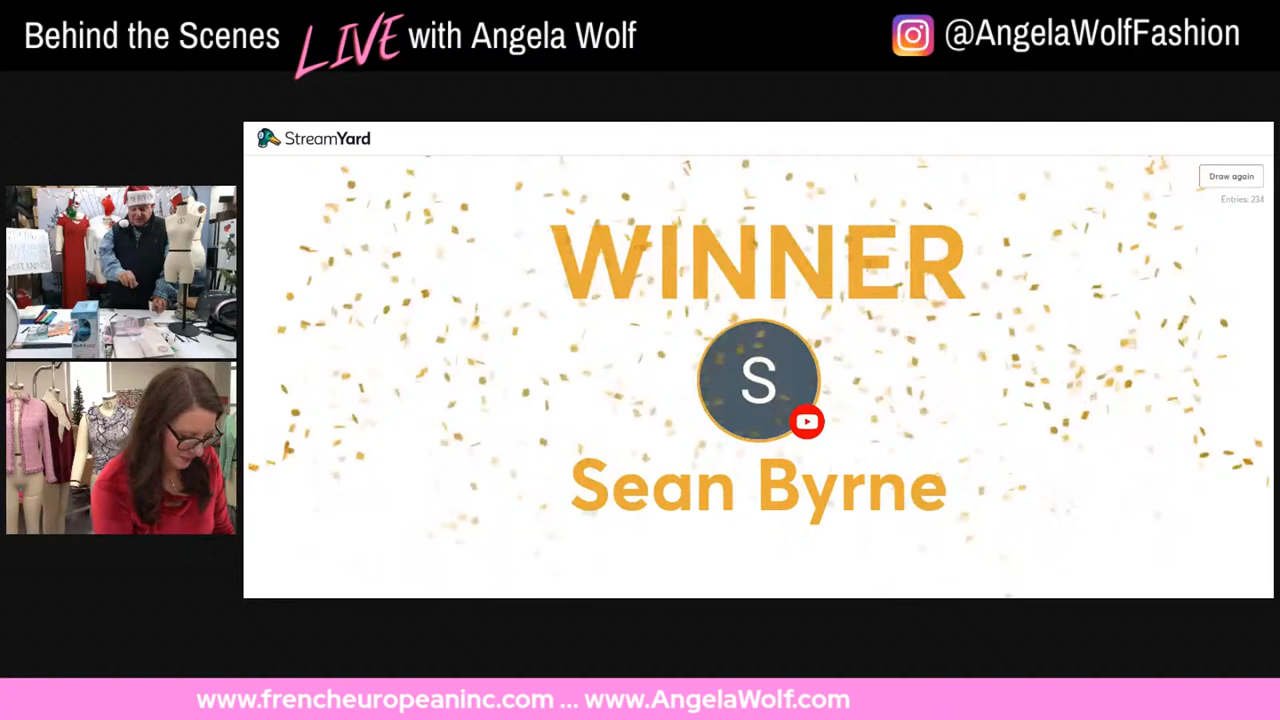 Behind the Scenes LIVE with Angela Wolf
@AngelaWolfFashion
StreamYard
Draw again
Entries: 234
WINNER
S
Sean Byrne
www.frencheuropeaninc.com ... www.AngelaWolf.com